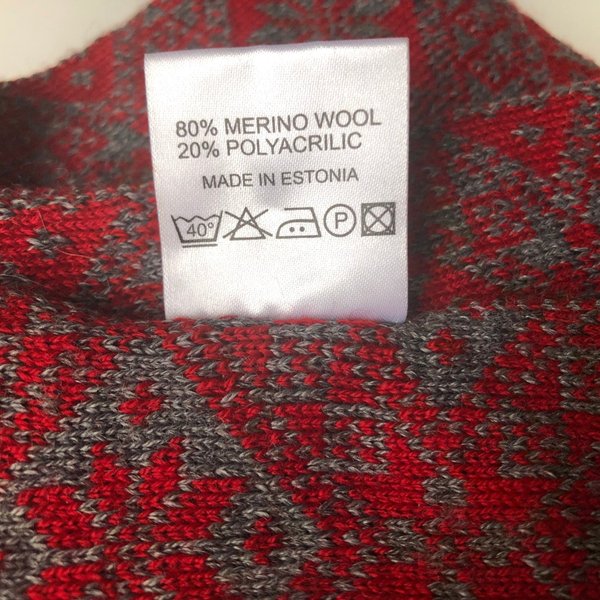 80% MERINO WOOL
20% POLYACRILIC
MADE IN ESTONIA
40° P